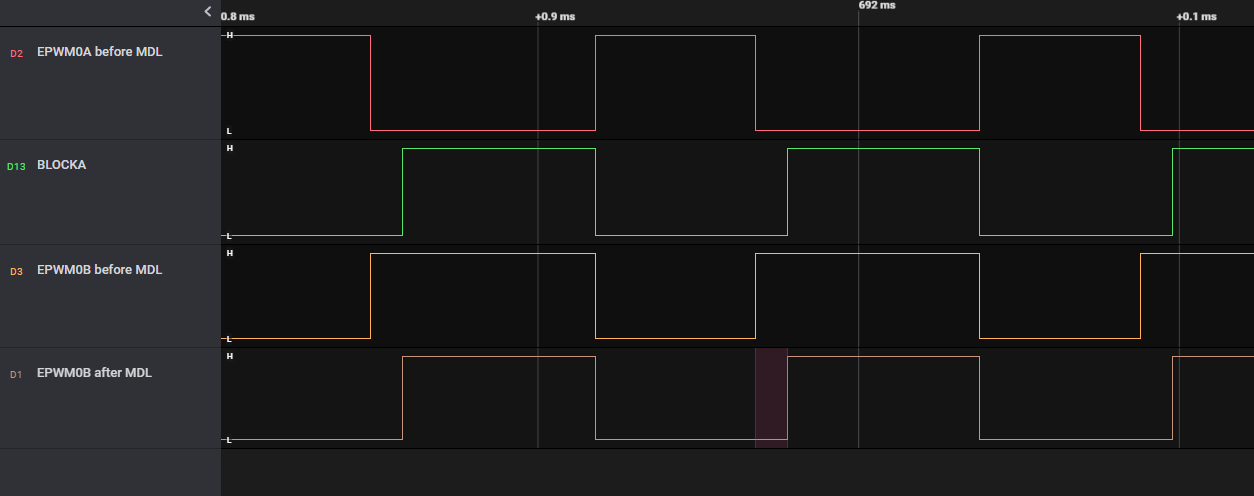 0.8 ms
+0.9 ms
692 ms
+0.1 ms
D2 EPWM0A before MDL
H
L
D13 BLOCKA
H
L
D3 EPWM0B before MDL
H
L
D1 EPWM0B after MDL
H
L